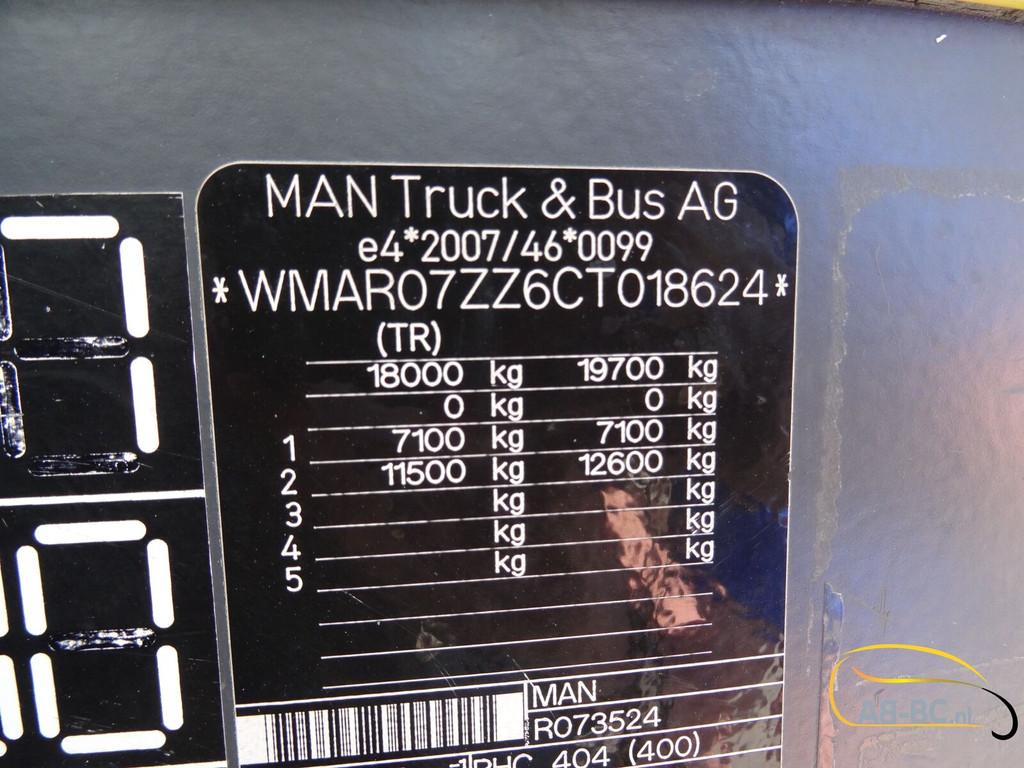 MAN Truck & Bus AG
e4*2007/46*0099
*WMAR07ZZ6CT018624*
(TR)
18000 kg 19700 kg
0 kg 0 kg
1 7100 kg 7100 kg
2 11500 kg 12600 kg
3 kg kg
4 kg kg
5 kg kg
MAN
R073524
RHC 404 (400)
AB-BC.nl